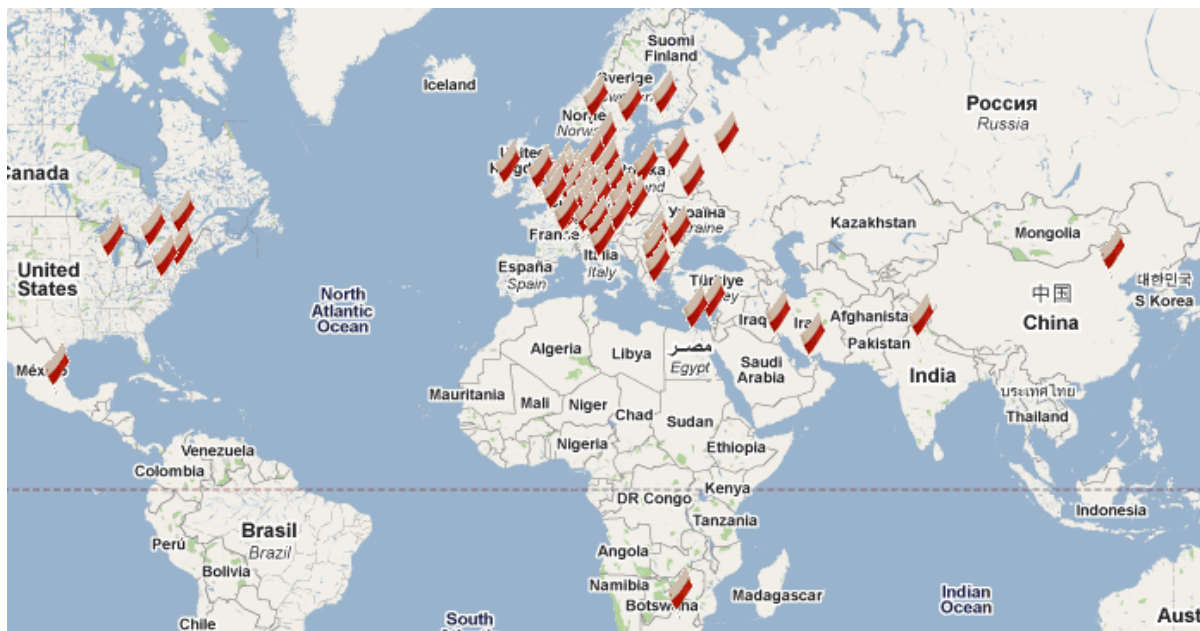 Suomi
Finland
Iceland
Sverige
Norge
Россия
Russia
United
Canada
Україна
Kazakhstan
Mongolia
France
Italia
Italy
España
Spain
United
States
Türkiye
North
Atlantic
Ocean
대한민국
S Korea
中国
China
Iraq
Afghanista
Pakistan
Algeria
Libya
مصر
Egypt
Saudi
Arabia
India
México
Mauritania
Mali
Niger
Chad
Sudan
ประเทศไทย
Thailand
Nigeria
Ethiopia
Venezuela
Colombia
DR Congo
Kenya
Indonesia
Tanzania
Brasil
Brazil
Perú
Bolivia
Angola
Namibia
Botswana
Madagascar
Indian
Ocean
South
Chile
Aust